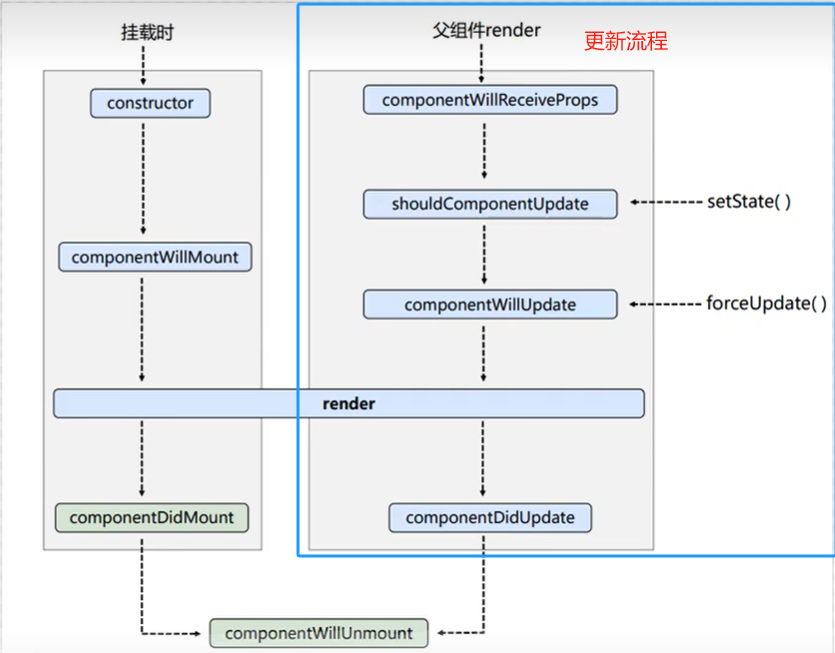 挂载时
父组件render
更新流程
constructor
componentWillReceiveProps
shouldComponentUpdate
setState( )
componentWillMount
componentWillUpdate
forceUpdate( )
render
componentDidMount
componentDidUpdate
componentWillUnmount